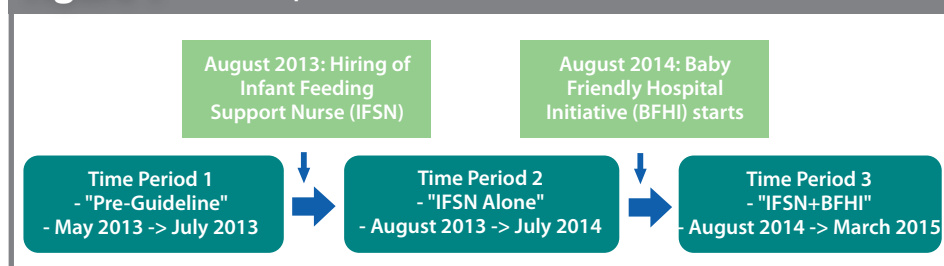 August 2013: Hiring of
Infant Feeding
Support Nurse (IFSN)
August 2014: Baby
Friendly Hospital
Initiative (BFHI) starts
Time Period 1
- "Pre-Guideline"
- May 2013 -> July 2013
Time Period 2
- "IFSN Alone"
- August 2013 -> July 2014
Time Period 3
- "IFSN+BFHI"
- August 2014 -> March 2015